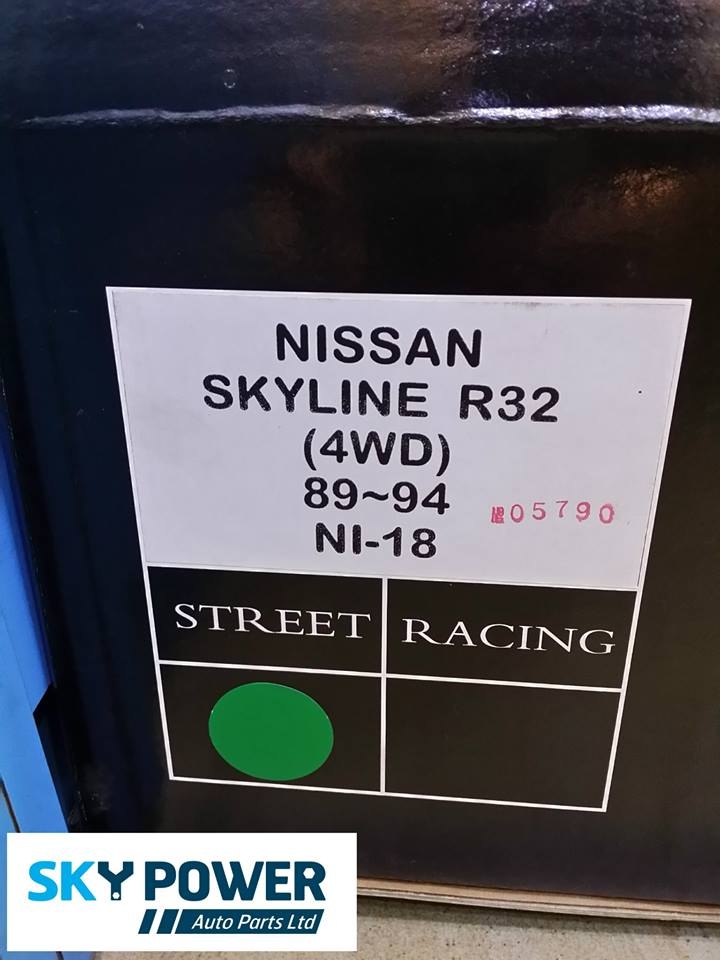 NISSAN
SKYLINE R32
(4WD)
89~94
05790
NI-18
STREET RACING
SKY POWER
Auto Parts Ltd